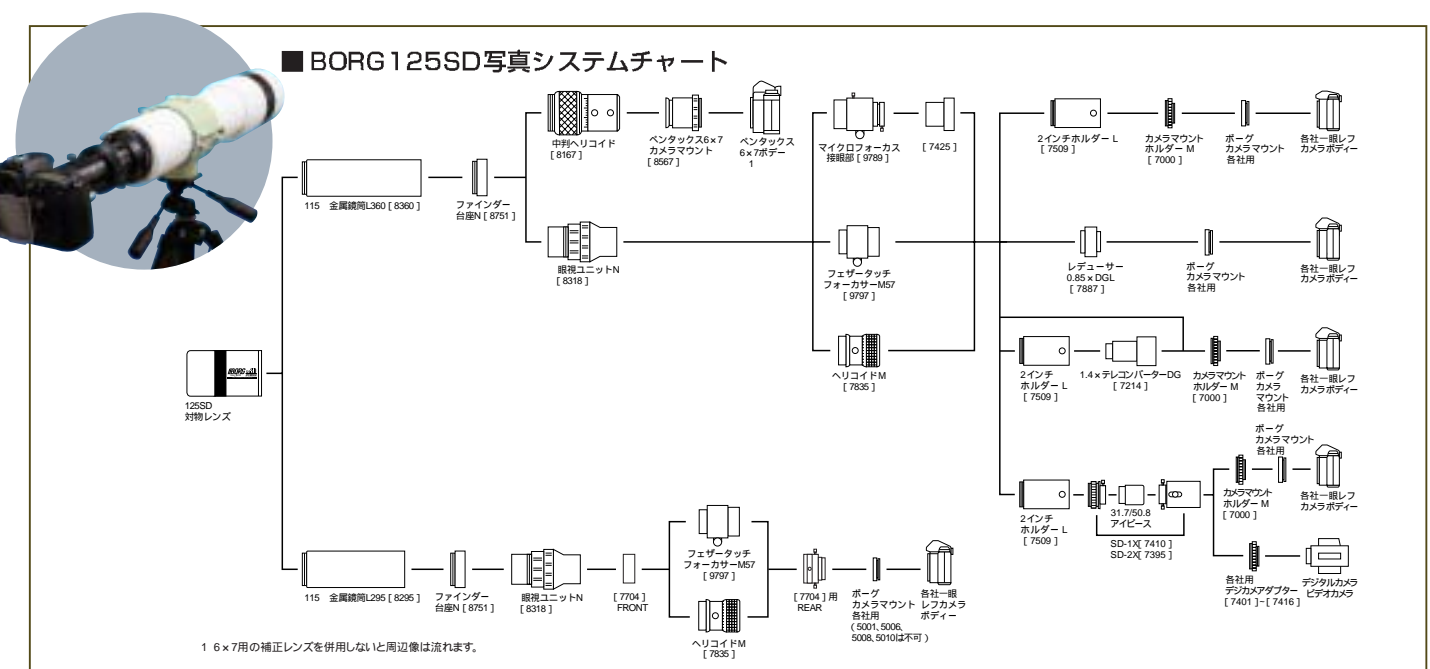 ■BORG125SD写真システムチャート
中判ヘリコイド
[ 8167 ]
ペンタックス6×7
カメラマウント
[ 8567 ]
ペンタックス
6×7ボデー
1
マイクロフォーカス
接眼部 [ 9789 ]
[ 7425 ]
2インチホルダー L
[ 7509 ]
カメラマウント
ホルダー M
[ 7000 ]
ボーグ
カメラマウント
各社用
各社一眼レフ
カメラボディー
115 金属鏡筒L360 [ 8360 ]
ファインダー
台座N [ 8751 ]
眼視ユニットN
[ 8318 ]
フェザータッチ
フォーカサーM57
[ 9797 ]
レデューサー
0.85×DGL
[ 7887 ]
ボーグ
カメラマウント
各社用
各社一眼レフ
カメラボディー
BORG
125SD
対物レンズ
ヘリコイドM
[ 7835 ]
2インチ
ホルダー L
[ 7509 ]
1.4×テレコンバーターDG
[ 7214 ]
カメラマウント
ホルダー M
[ 7000 ]
ボーグ
カメラ
マウント
各社用
各社一眼レフ
カメラボディー
2インチ
ホルダー L
[ 7509 ]
31.7/50.8
アイピース
SD-1X[ 7410 ]
SD-2X[ 7395 ]
カメラマウント
ホルダー M
[ 7000 ]
ボーグ
カメラマウント
各社用
各社一眼レフ
カメラボディー
各社用
デジカメアダプター
[ 7401 ]~[ 7416 ]
デジタルカメラ
ビデオカメラ
115 金属鏡筒L295 [ 8295 ]
ファインダー
台座N [ 8751 ]
眼視ユニットN
[ 8318 ]
[ 7704 ]
FRONT
フェザータッチ
フォーカサーM57
[ 9797 ]
ヘリコイドM
[ 7835 ]
[ 7704 ] 用
REAR
ボーグ
カメラマウント
各社用
( 5001、5006、
5008、5010は不可 )
各社一眼
レフカメラ
ボディー
1 6×7用の補正レンズを併用しないと周辺像は流れます。